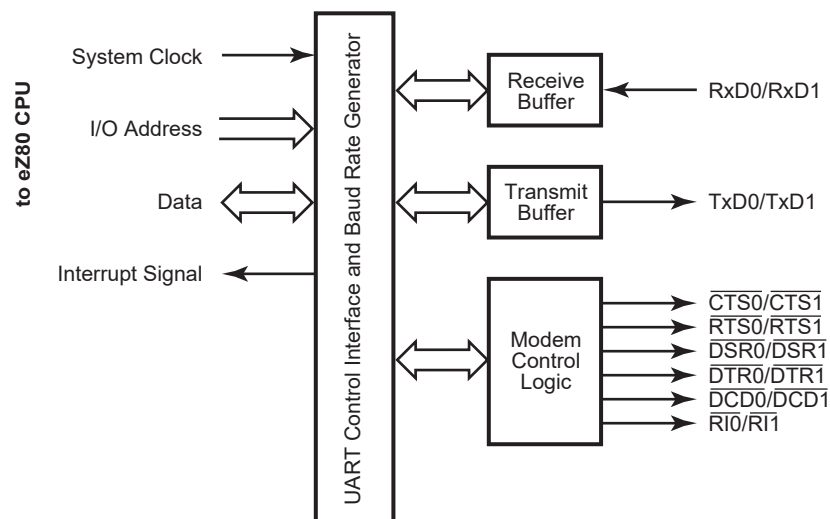 to eZ80 CPU
System Clock
I/O Address
Data
Interrupt Signal
UART Control Interface and Baud Rate Generator
Receive
Buffer
RxD0/RxD1
Transmit
Buffer
TxD0/TxD1
Modem
Control
Logic
CTS0/CTS1
RTS0/RTS1
DSR0/DSR1
DTR0/DTR1
DCD0/DCD1
RI0/RI1